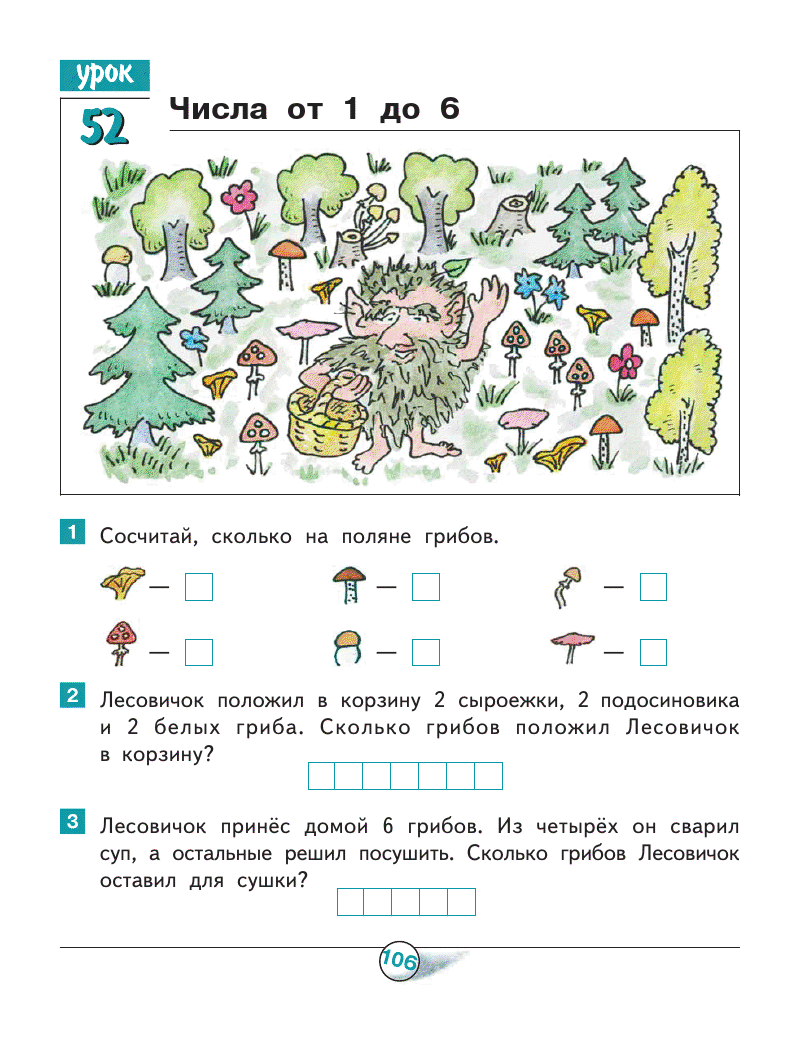 урок
52
Числа от 1 до 6
1 Сосчитай, сколько на поляне грибов.
— — —
— — —
2 Лесовичок положил в корзину 2 сыроежки, 2 подосиновика
и 2 белых гриба. Сколько грибов положил Лесовичок
в корзину?
3 Лесовичок принёс домой 6 грибов. Из четырёх он сварил
суп, а остальные решил посушить. Сколько грибов Лесовичок
оставил для сушки?
106